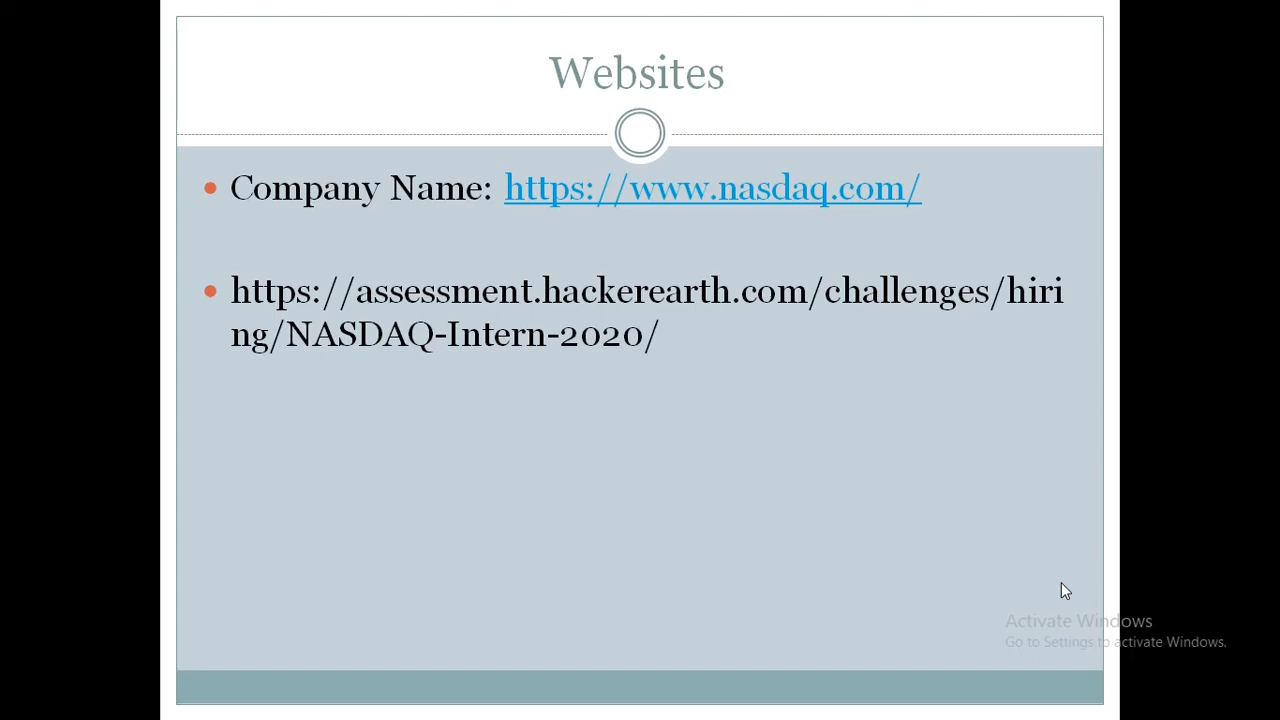 Websites
Company Name: https://www.nasdaq.com/
https://assessment.hackerearth.com/challenges/hiri
ng/NASDAQ-Intern-2020/
Activate Windows
Go to Settings to activate Windows.